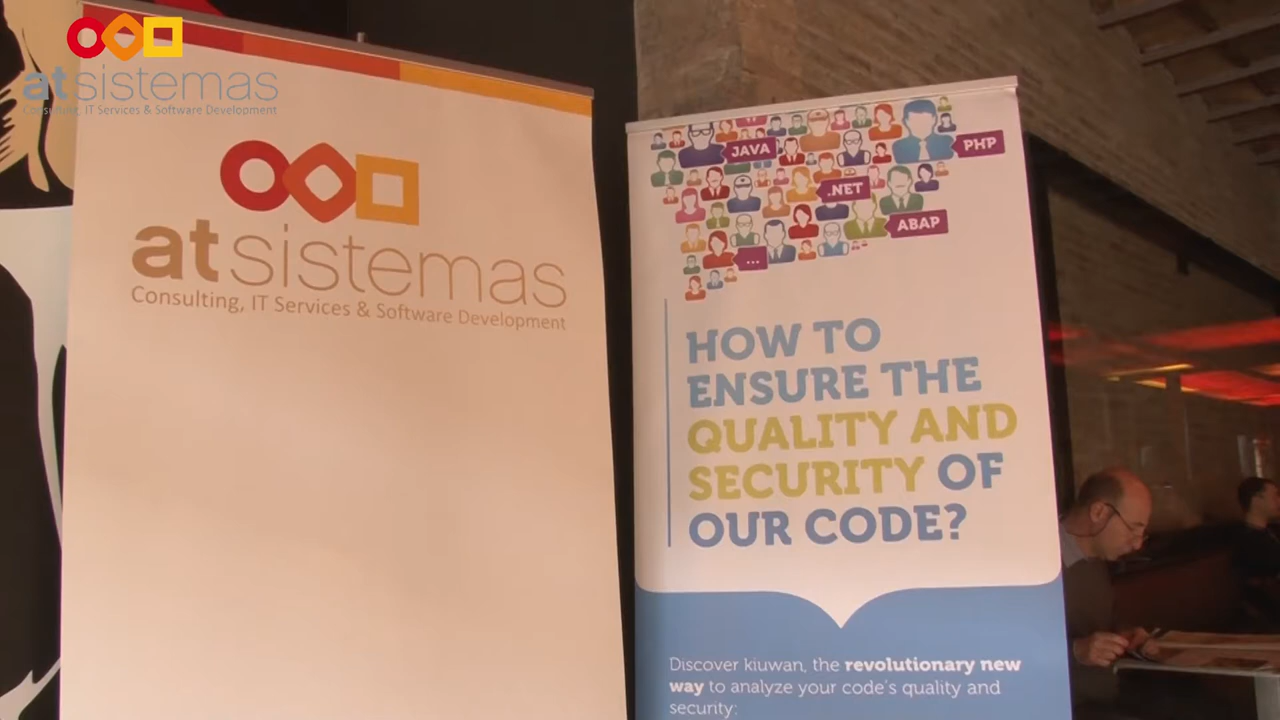 atsistemas
Consulting, IT Services & Software Development
atsistemas
Consulting, IT Services & Software Development
JAVA
PHP
.NET
ABAP
...
HOW TO
ENSURE THE
QUALITY AND
SECURITY OF
OUR CODE?
Discover kiuwan, the revolutionary new
way to analyze your code's quality and
security: